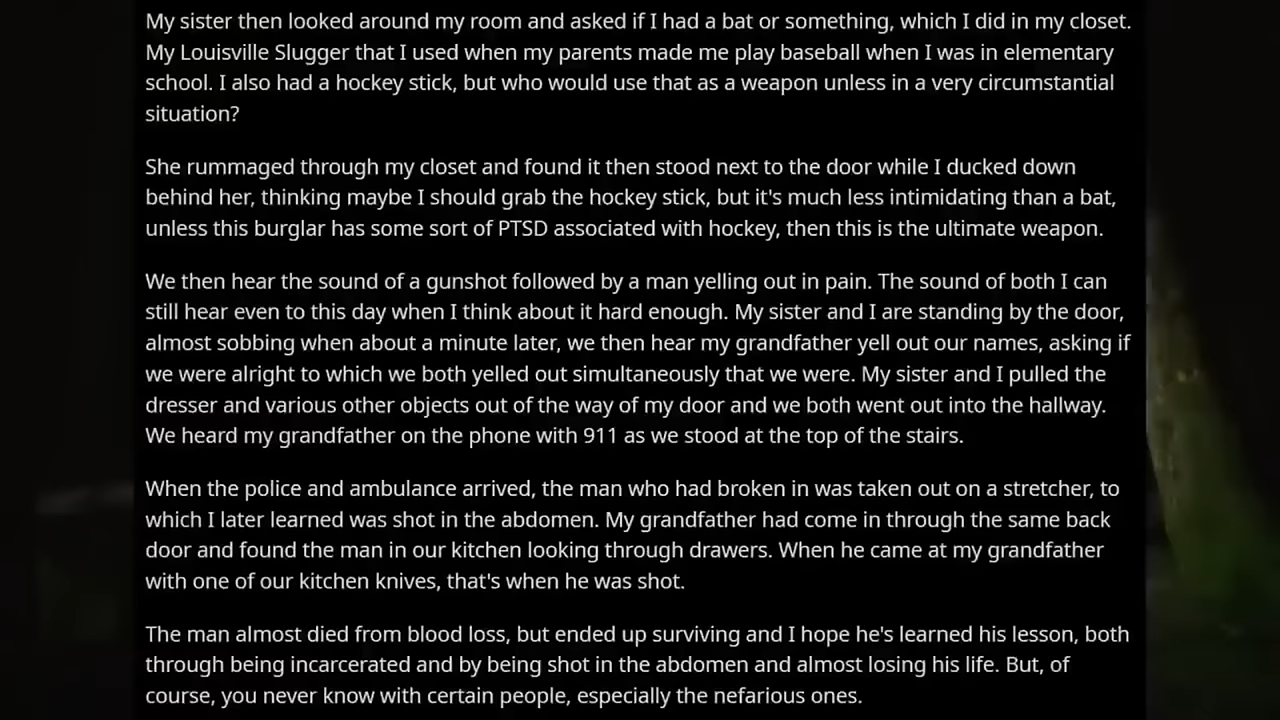 My sister then looked around my room and asked if I had a bat or something, which I did in my closet.
My Louisville Slugger that I used when my parents made me play baseball when I was in elementary
school. I also had a hockey stick, but who would use that as a weapon unless in a very circumstantial
situation?
She rummaged through my closet and found it then stood next to the door while I ducked down
behind her, thinking maybe I should grab the hockey stick, but it's much less intimidating than a bat,
unless this burglar has some sort of PTSD associated with hockey, then this is the ultimate weapon.
We then hear the sound of a gunshot followed by a man yelling out in pain. The sound of both I can
still hear even to this day when I think about it hard enough. My sister and I are standing by the door,
almost sobbing when about a minute later, we then hear my grandfather yell out our names, asking if
we were alright to which we both yelled out simultaneously that we were. My sister and I pulled the
dresser and various other objects out of the way of my door and we both went out into the hallway.
We heard my grandfather on the phone with 911 as we stood at the top of the stairs.
When the police and ambulance arrived, the man who had broken in was taken out on a stretcher, to
which I later learned was shot in the abdomen. My grandfather had come in through the same back
door and found the man in our kitchen looking through drawers. When he came at my grandfather
with one of our kitchen knives, that's when he was shot.
The man almost died from blood loss, but ended up surviving and I hope he's learned his lesson, both
through being incarcerated and by being shot in the abdomen and almost losing his life. But, of
course, you never know with certain people, especially the nefarious ones.